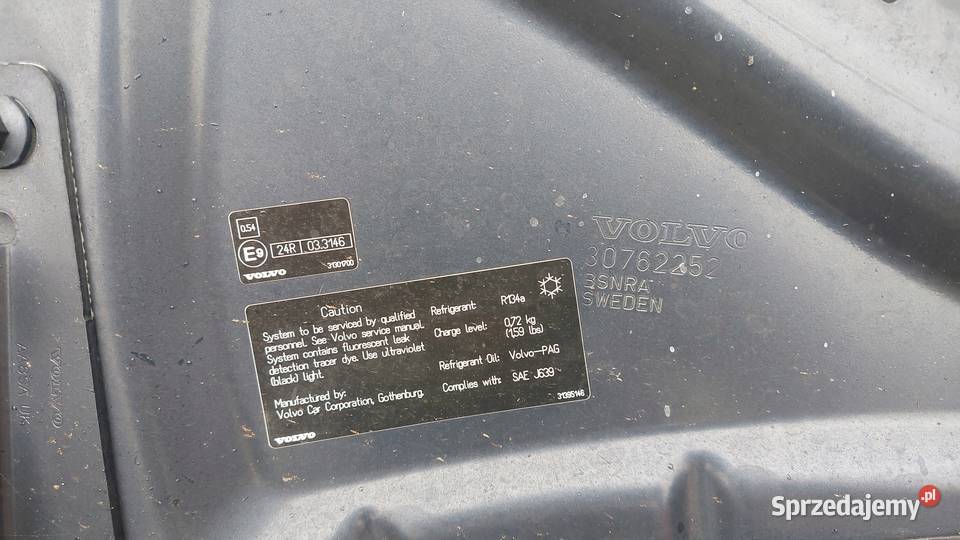 0.54
E9 24R 03.3146
VOLVO 31301700
VOLVO
30762252
SWEDEN
Caution
System to be serviced by qualified
personnel. See Volvo service manual.
System contains fluorescent leak
detection tracer dye. Use ultraviolet
(black) light.
Manufactured by:
Volvo Car Corporation, Gothenburg.
VOLVO
Refrigerant: R134a
Charge level: 0,72 kg
(1,59 lbs)
Refrigerant Oil: Volvo-PAG
Complies with: SAE J639
31395146
VOLVO
Sprzedajemy.pl